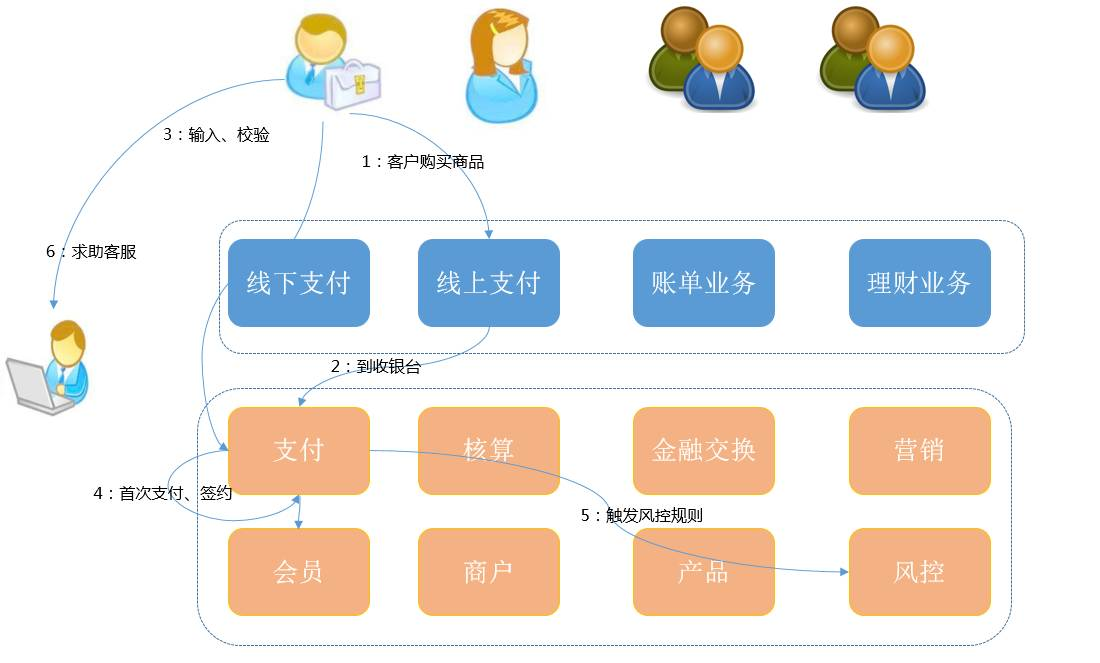 3：输入、校验
1：客户购买商品
6：求助客服
线下支付
线上支付
账单业务
理财业务
2：到收银台
支付
核算
金融交换
营销
4：首次支付、签约
5：触发风控规则
会员
商户
产品
风控